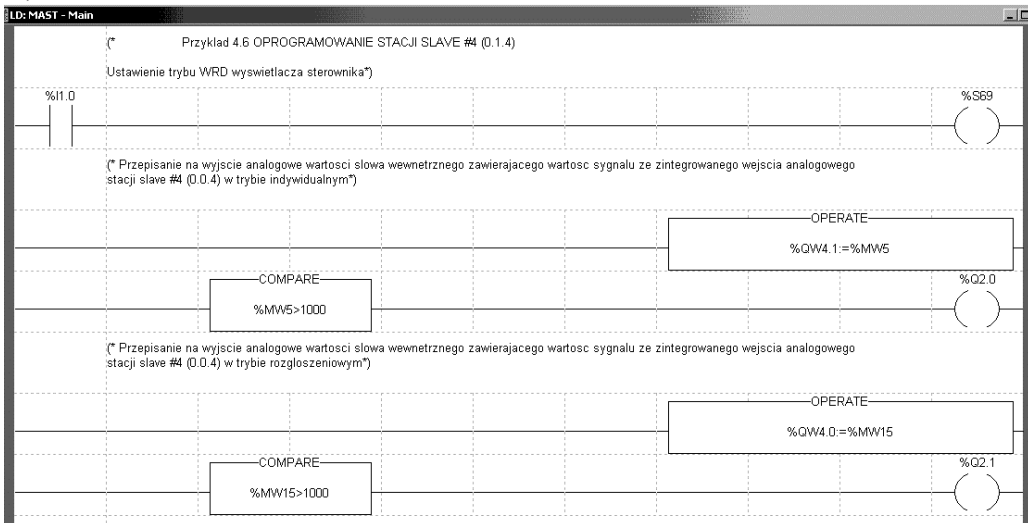 LD: MAST - Main
(* Przyklad 4.6 OPROGRAMOWANIE STACJI SLAVE #4 (0.1.4)
Ustawienie trybu WRD wyswietlacza sterownika*)
%I1.0 %S69
(* Przepisanie na wyjscie analogowe wartosci slowa wewnetrznego zawierajacego wartosc sygnalu ze zintegrowanego wejscia analogowego
stacji slave #4 (0.0.4) w trybie indywidualnym*)
OPERATE
%QW4.1:=%MW5
COMPARE %Q2.0
%MW5>1000
(* Przepisanie na wyjscie analogowe wartosci slowa wewnetrznego zawierajacego wartosc sygnalu ze zintegrowanego wejscia analogowego
stacji slave #4 (0.0.4) w trybie rozgloszeniowym*)
OPERATE
%QW4.0:=%MW15
COMPARE %Q2.1
%MW15>1000